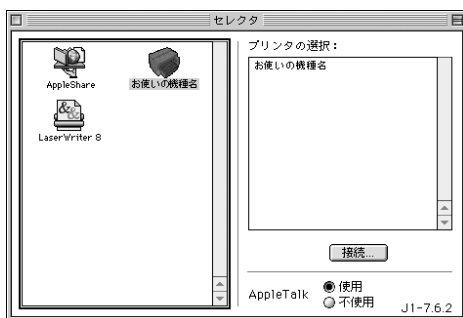 セレクタ
AppleShare
お使いの機種名
LaserWriter 8
プリンタの選択：
お使いの機種名
接続...
AppleTalk
使用
不使用
J1-7.6.2